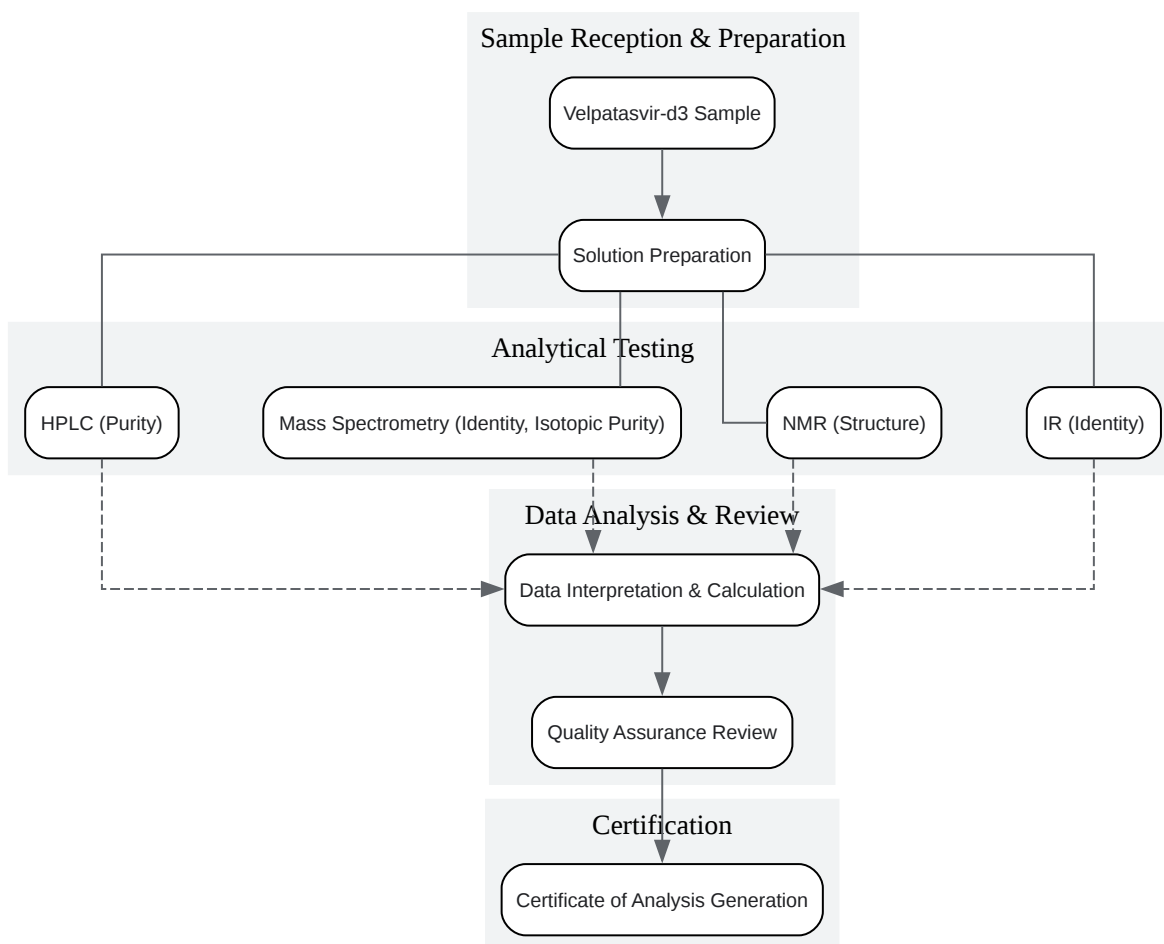 Sample Reception & Preparation
Velpatasvir-d3 Sample
Solution Preparation
Analytical Testing
HPLC (Purity)
Mass Spectrometry (Identity, Isotopic Purity)
NMR (Structure)
IR (Identity)
Data Analysis & Review
Data Interpretation & Calculation
Quality Assurance Review
Certification
Certificate of Analysis Generation